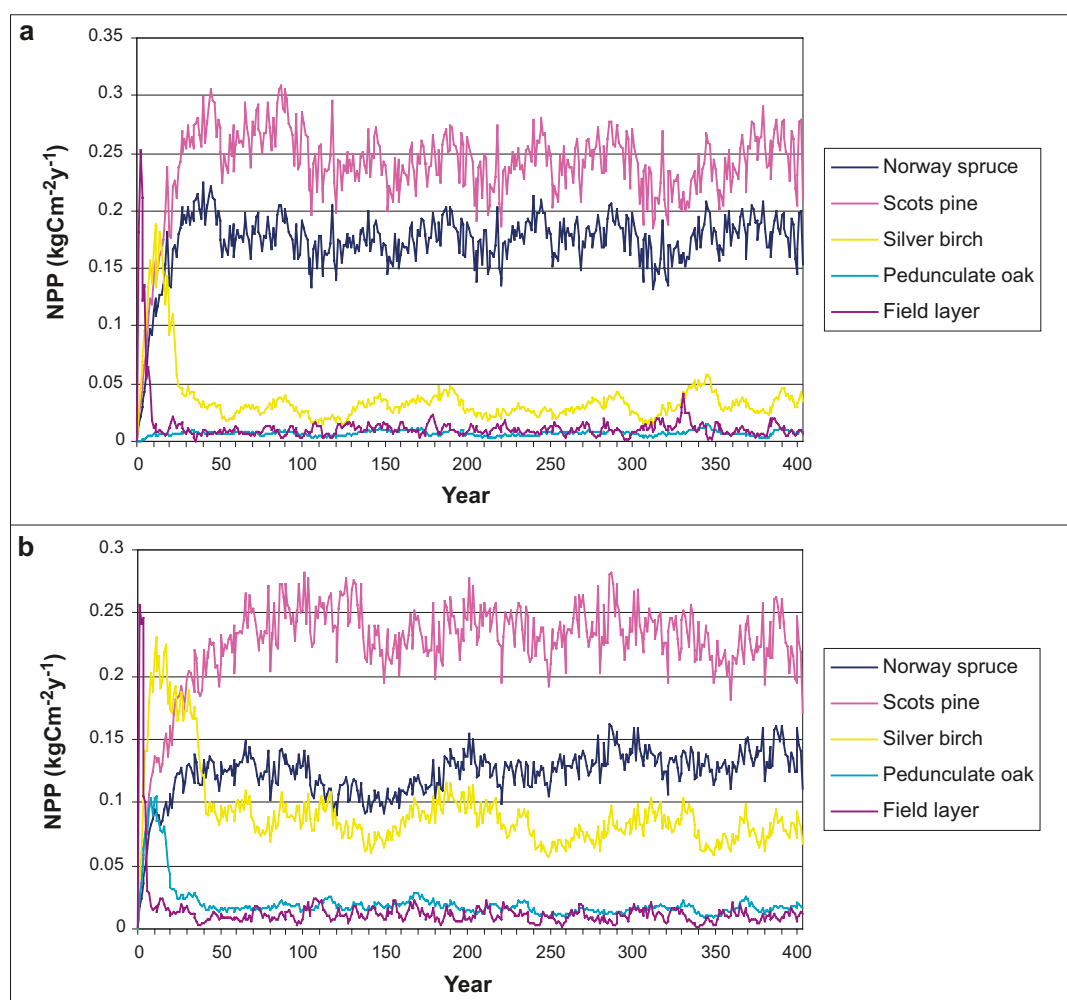 a
0.35
0.3
0.25
0.2
0.15
0.1
0.05
0
NPP (kgCm-2y-1)
0 50 100 150 200 250 300 350 400
Year
Norway spruce
Scots pine
Silver birch
Pedunculate oak
Field layer
b
0.3
0.25
0.2
0.15
0.1
0.05
0
NPP (kgCm-2y-1)
0 50 100 150 200 250 300 350 400
Year
Norway spruce
Scots pine
Silver birch
Pedunculate oak
Field layer